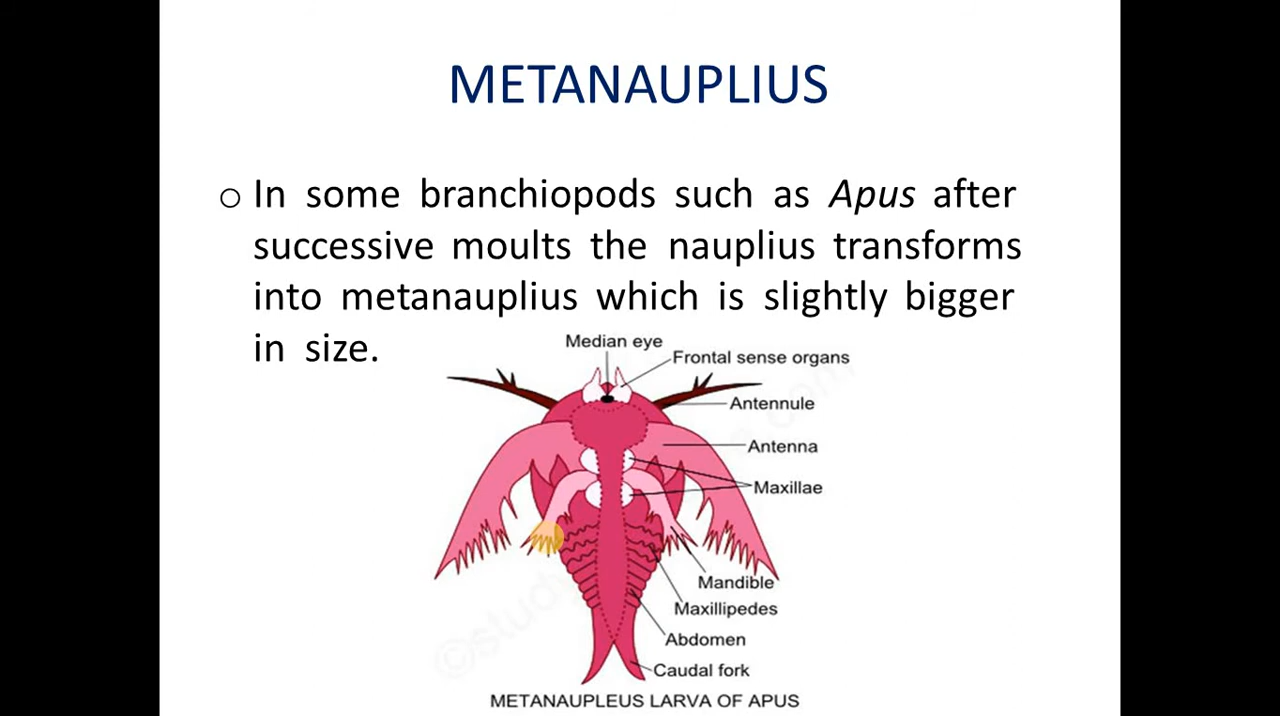 METANAUPLIUS
o In some branchiopods such as Apus after
successive moults the nauplius transforms
into metanauplius which is slightly bigger
in size.
Median eye
Frontal sense organs
Antennule
Antenna
Maxillae
Mandible
Maxillipedes
Abdomen
Caudal fork
METANAUPLEUS LARVA OF APUS